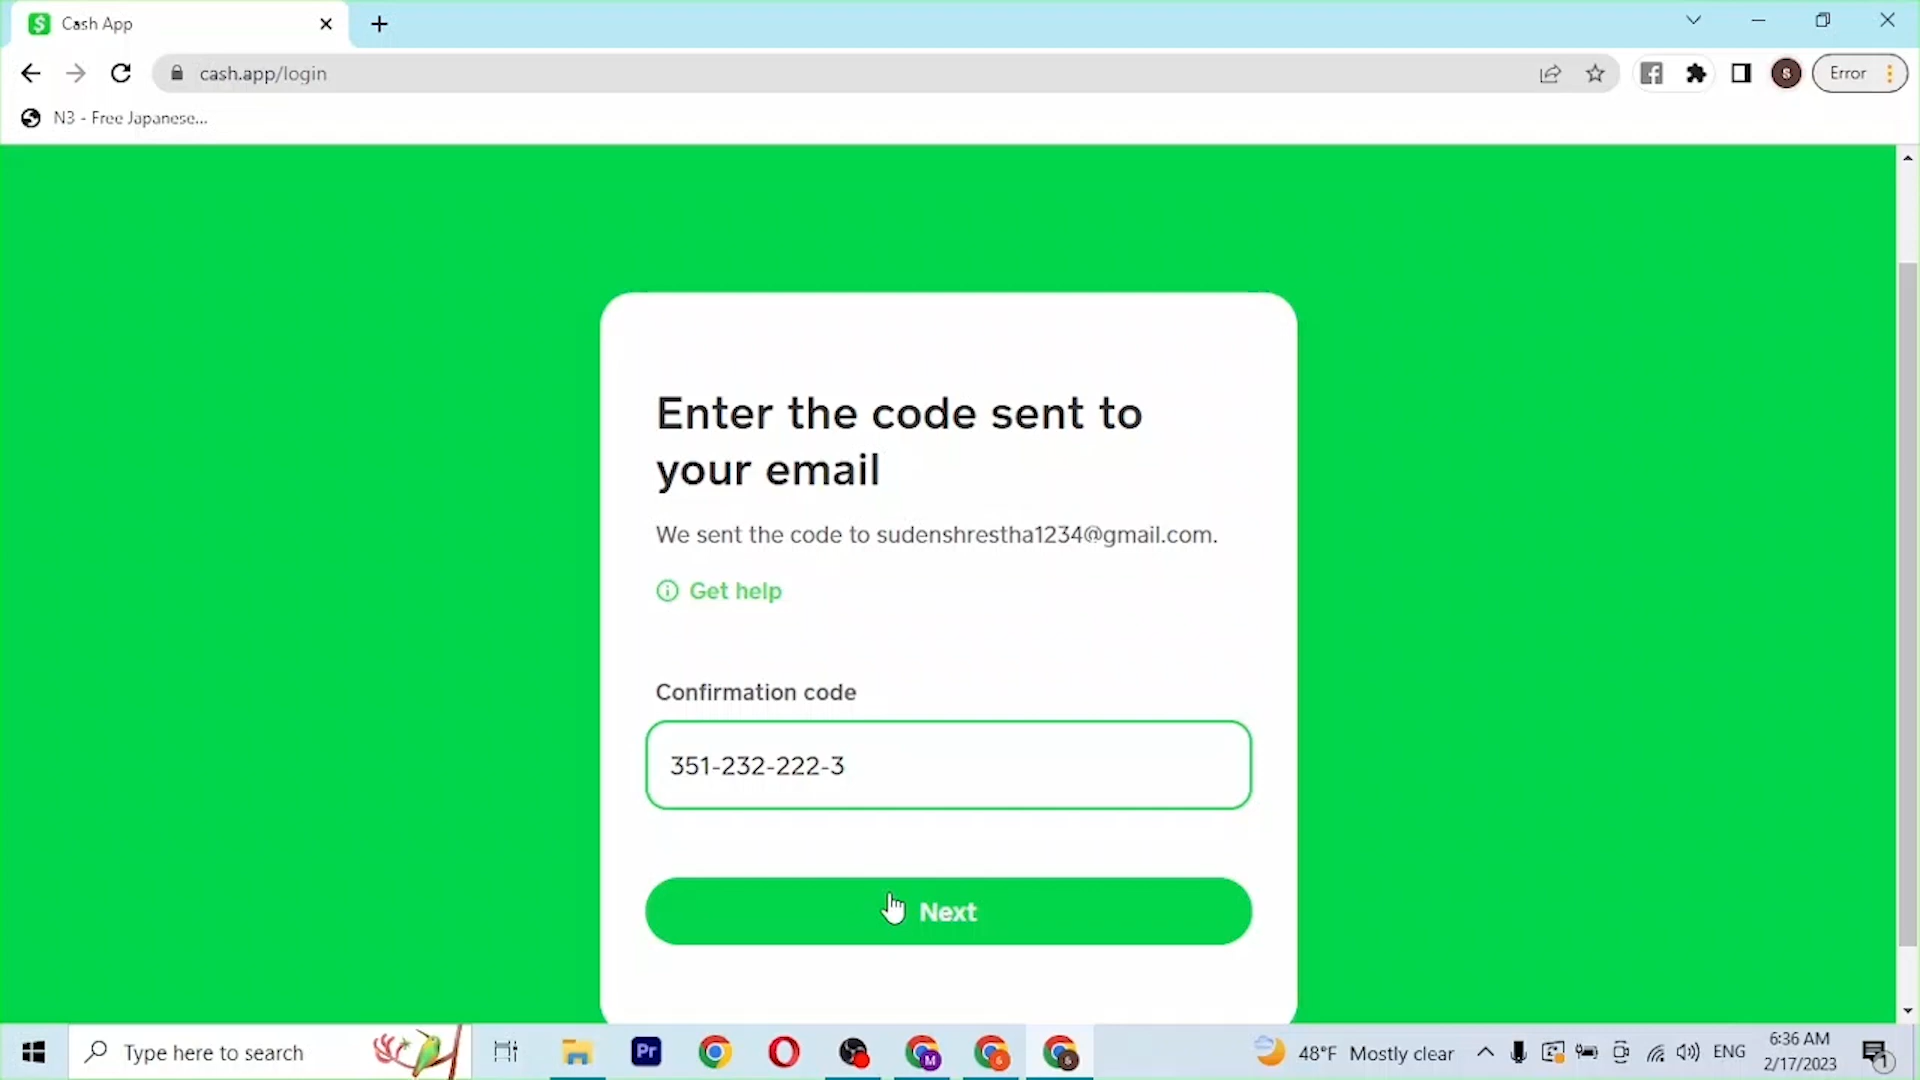 Cash App
cash.app/login
Error
N3 - Free Japanese...
Enter the code sent to
your email
We sent the code to sudenshrestha1234@gmail.com.
Get help
Confirmation code
351-232-222-3
Next
Type here to search
Pr
M
48°F Mostly clear
ENG
6:36 AM
2/17/2023
1